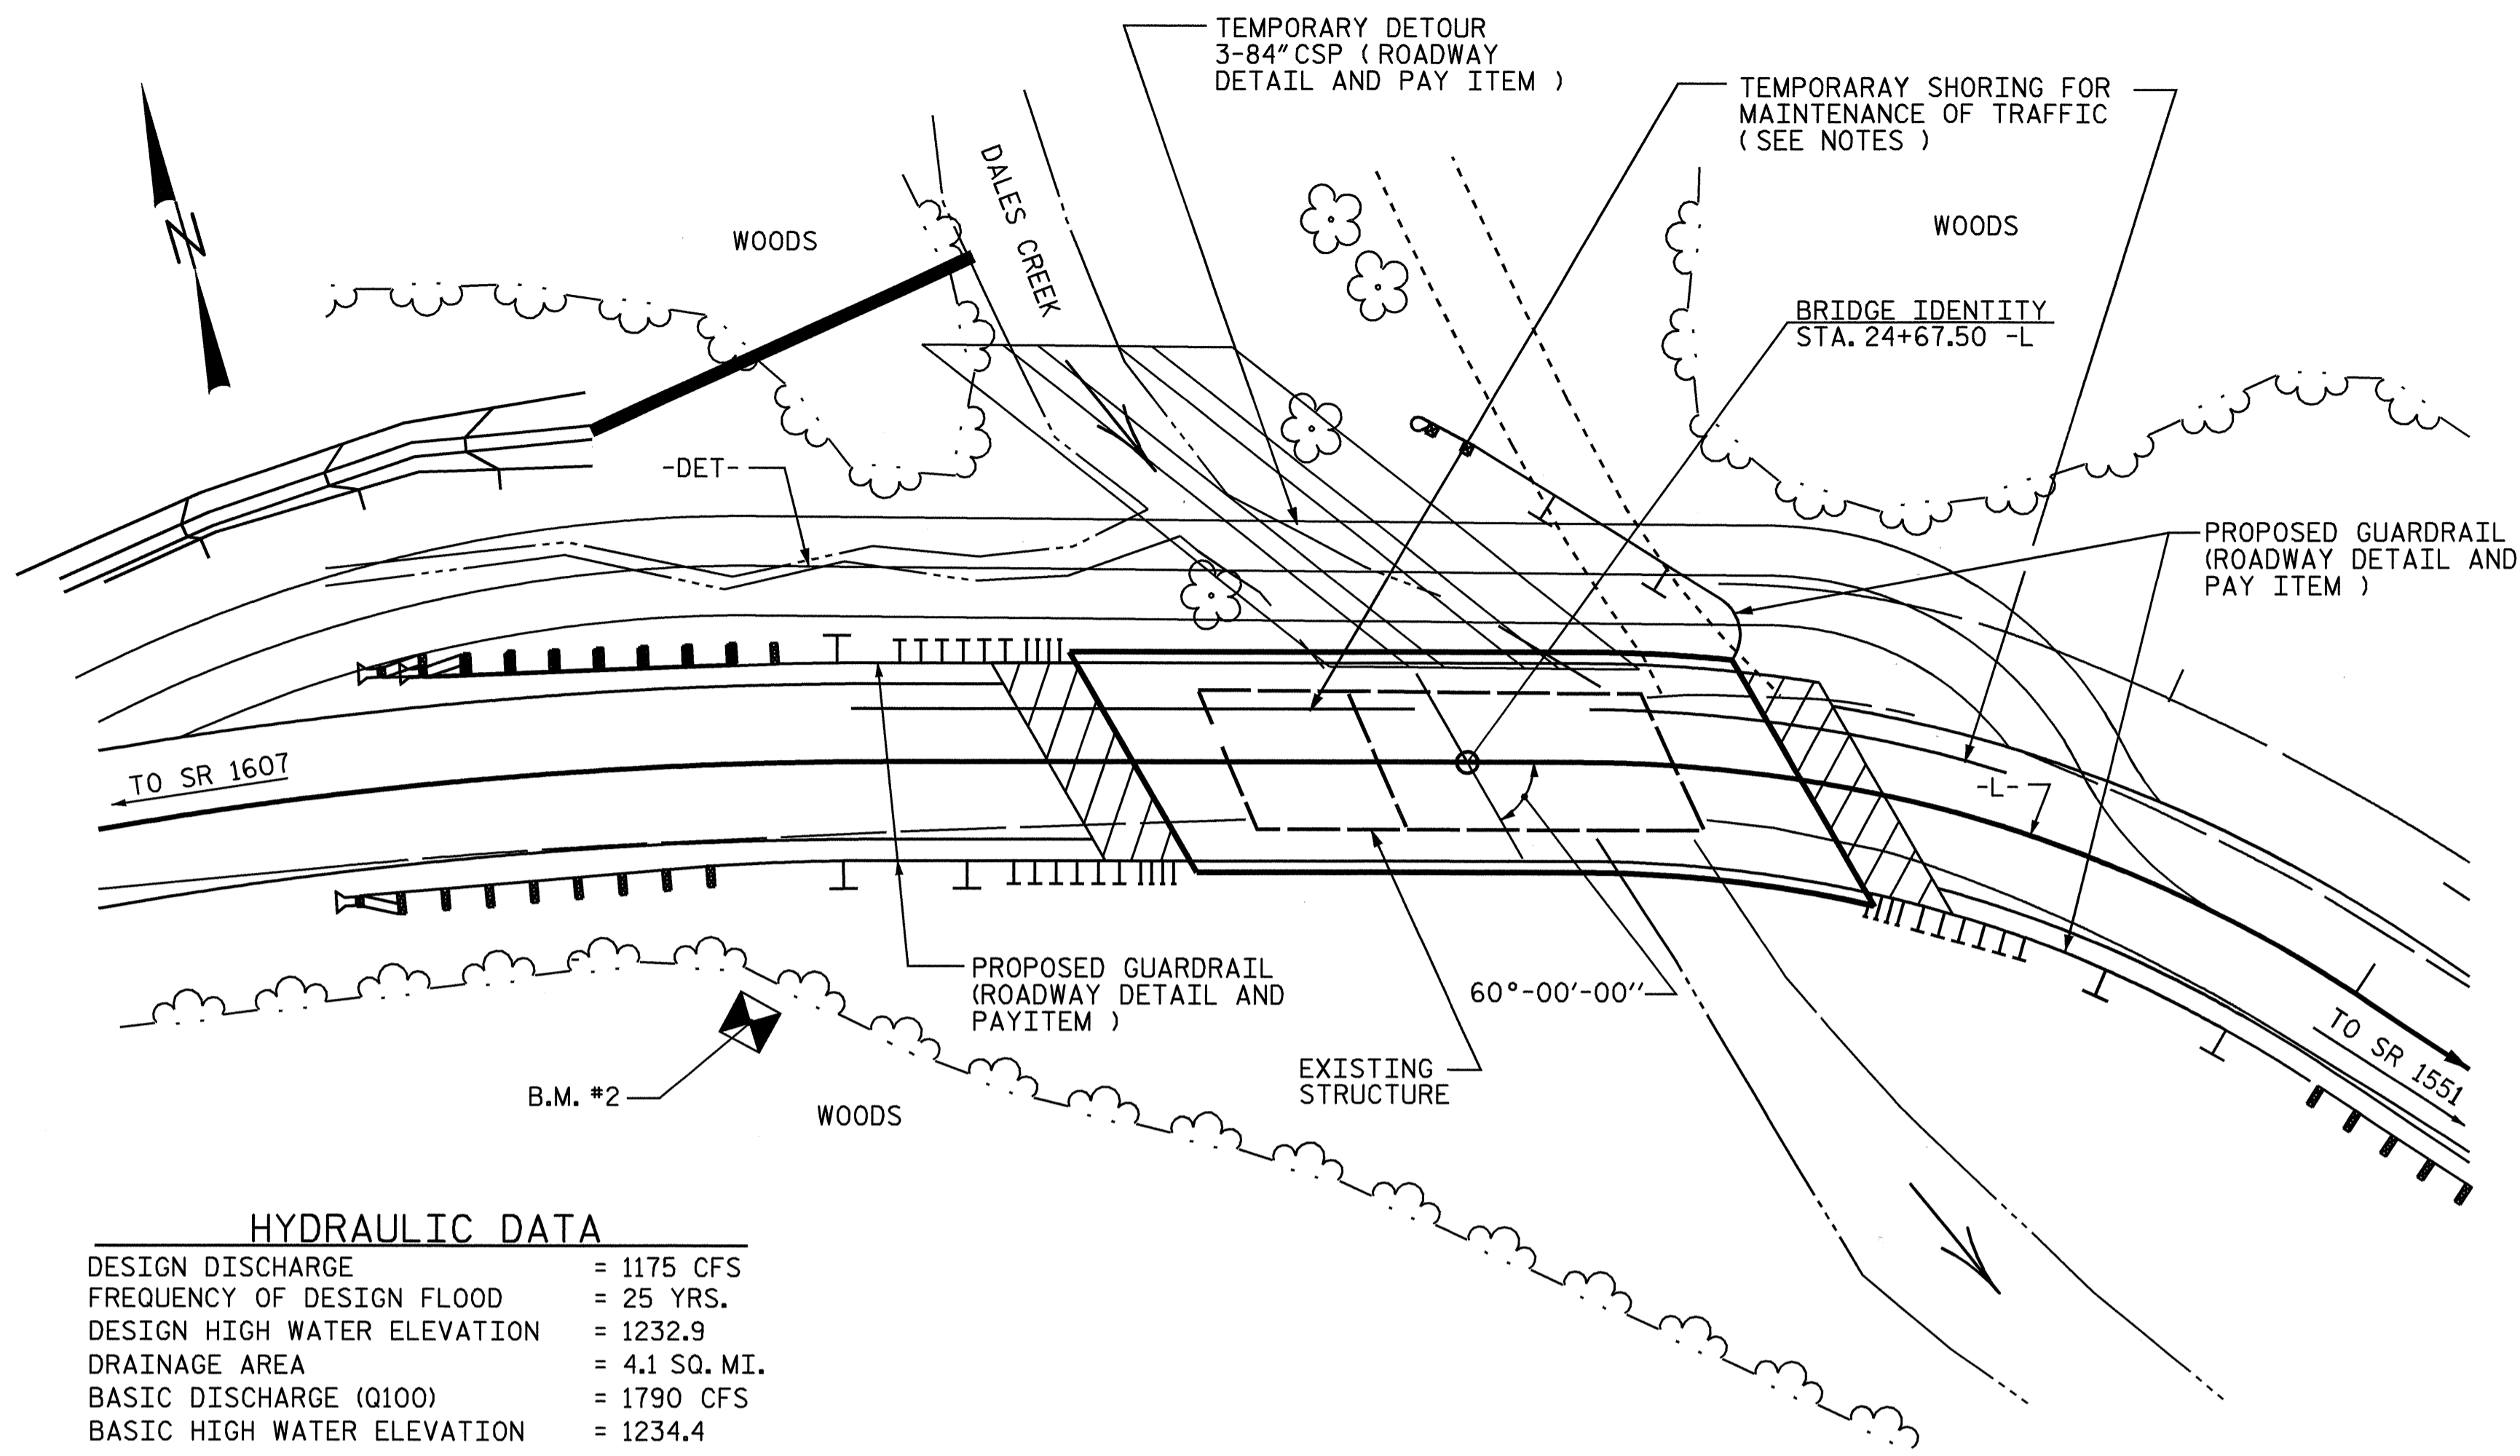 TEMPORARY DETOUR
3-84" CSP ( ROADWAY
DETAIL AND PAY ITEM )
TEMPORARAY SHORING FOR
MAINTENANCE OF TRAFFIC
( SEE NOTES )
N
DALES CREEK
WOODS
WOODS
BRIDGE IDENTITY
STA. 24+67.50 -L
-DET-
PROPOSED GUARDRAIL
(ROADWAY DETAIL AND
PAY ITEM )
TO SR 1607
-L-
PROPOSED GUARDRAIL
(ROADWAY DETAIL AND
PAYITEM )
60°-00'-00"
TO SR 1551
EXISTING
STRUCTURE
B.M. #2
WOODS
HYDRAULIC DATA
DESIGN DISCHARGE = 1175 CFS
FREQUENCY OF DESIGN FLOOD = 25 YRS.
DESIGN HIGH WATER ELEVATION = 1232.9
DRAINAGE AREA = 4.1 SQ. MI.
BASIC DISCHARGE (Q100) = 1790 CFS
BASIC HIGH WATER ELEVATION = 1234.4